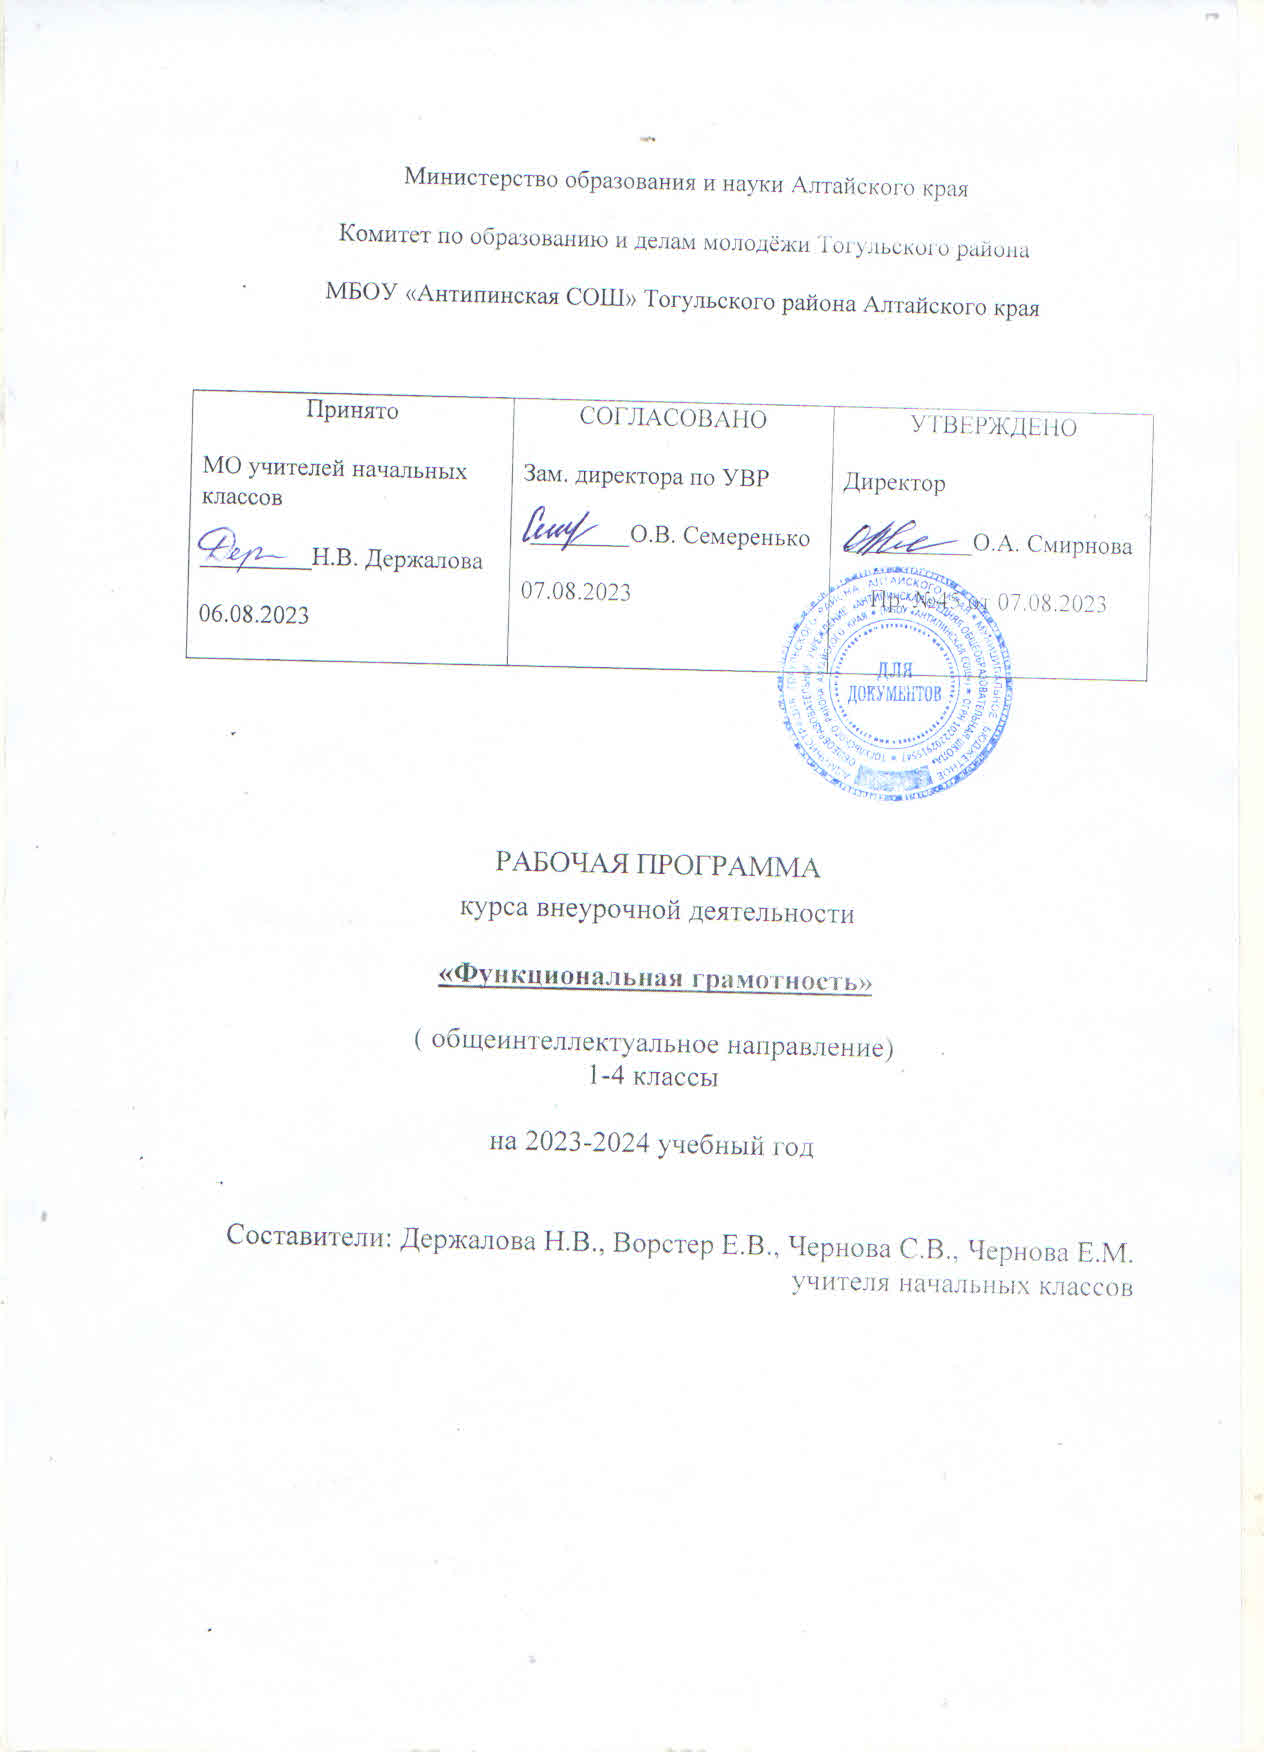 Министерство образования и науки Алтайского края
Комитет по образованию и делам молодёжи Тогульского района
МБОУ «Антипинская СОШ» Тогульского района Алтайского края
Принято
МО учителей начальных
классов
Н.В. Держалова
06.08.2023
СОГЛАСОВАНО
Зам. директора по УВР
О.В. Семеренько
07.08.2023
УТВЕРЖДЕНО
Директор
О.А. Смирнова
Пр. от 07.08.2023
ДЛЯ
ДОКУМЕНТОВ
РАБОЧАЯ ПРОГРАММА
курса внеурочной деятельности
«Функциональная грамотность»
( общеинтеллектуальное направление)
1-4 классы
на 2023-2024 учебный год
Составители: Держалова Н.В., Ворстер Е.В., Чернова С.В., Чернова Е.М.
учителя начальных классов